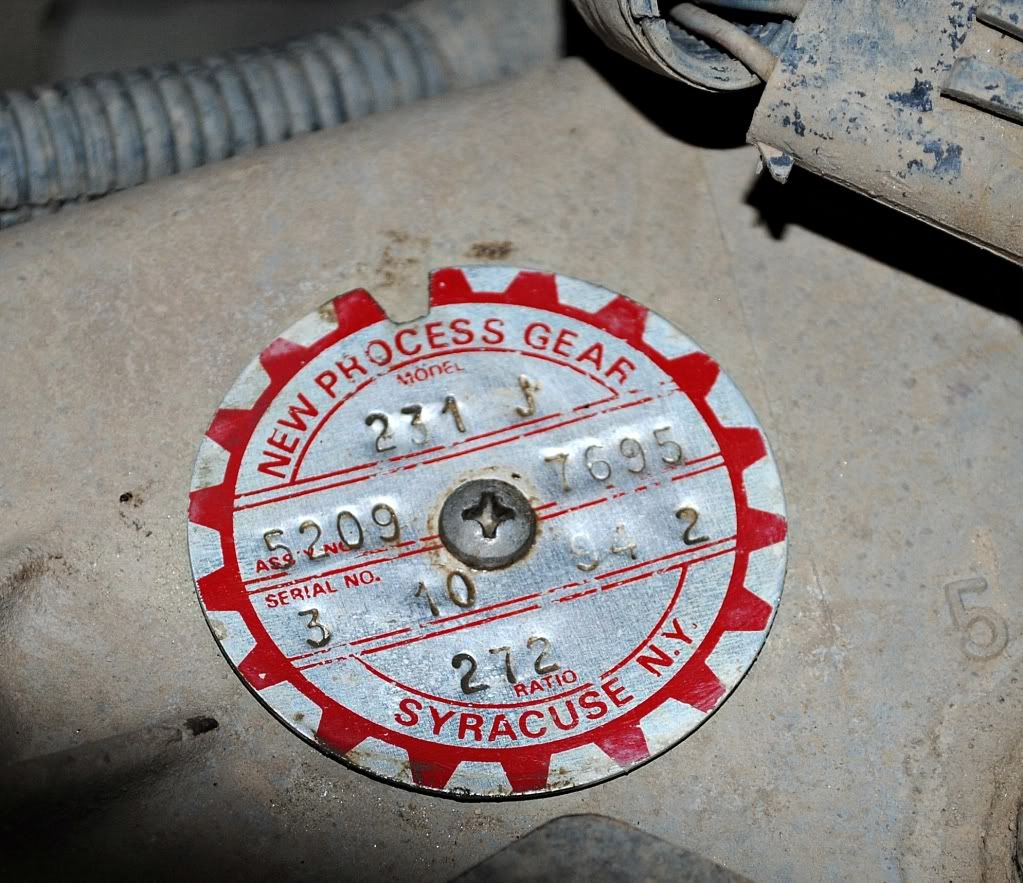 NEW PROCESS GEAR
MODEL
231 J
5209 7695
ASS'Y NO.
SERIAL NO.
3 10 94 2
272
RATIO
SYRACUSE N.Y.
5